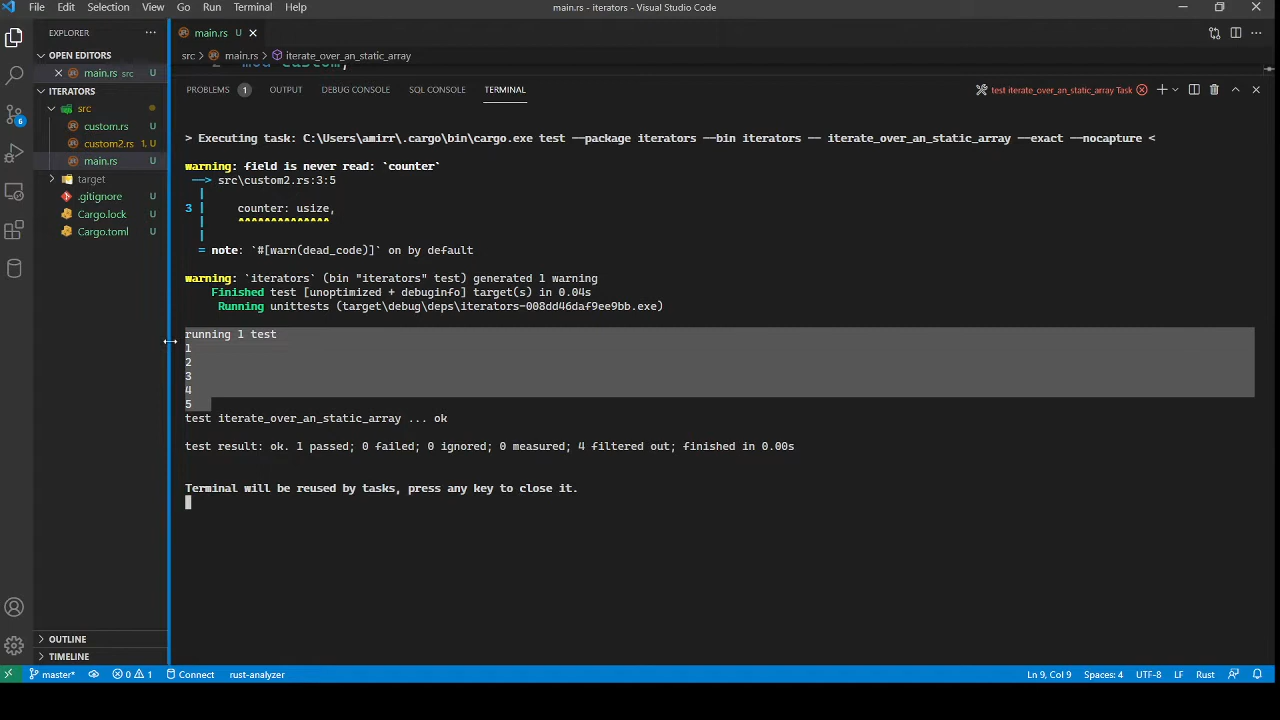 File Edit Selection View Go Run Terminal Help
main.rs - iterators - Visual Studio Code
EXPLORER
OPEN EDITORS
main.rs src U
ITERATORS
src
custom.rs U
custom2.rs 1, U
main.rs U
target
.gitignore U
Cargo.lock U
Cargo.toml U
OUTLINE
TIMELINE
6
main.rs U
src > main.rs > iterate_over_an_static_array
2 mod custom;
PROBLEMS 1 OUTPUT DEBUG CONSOLE SQL CONSOLE TERMINAL
test iterate_over_an_static_array Task
> Executing task: C:\Users\amirr\.cargo\bin\cargo.exe test --package iterators --bin iterators -- iterate_over_an_static_array --exact --nocapture <
warning: field is never read: `counter`
--> src\custom2.rs:3:5
|
3 | counter: usize,
| ^^^^^^^^^^^^^^
|
= note: `#[warn(dead_code)]` on by default
warning: `iterators` (bin "iterators" test) generated 1 warning
Finished test [unoptimized + debuginfo] target(s) in 0.04s
Running unittests (target\debug\deps\iterators-008dd46daf9ee9bb.exe)
running 1 test
1
2
3
4
5
test iterate_over_an_static_array ... ok
test result: ok. 1 passed; 0 failed; 0 ignored; 0 measured; 4 filtered out; finished in 0.00s
Terminal will be reused by tasks, press any key to close it.
master* 0 1 Connect rust-analyzer
Ln 9, Col 9 Spaces: 4 UTF-8 LF Rust